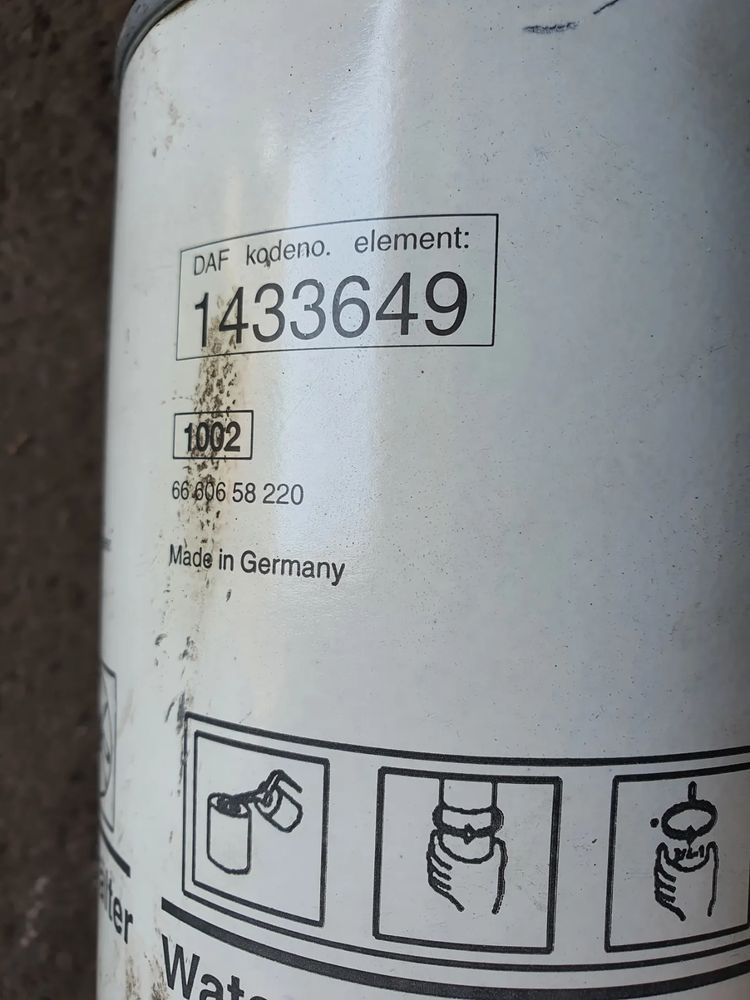 DAF kodeno. element:
1433649
1002
66 606 58 220
Made in Germany